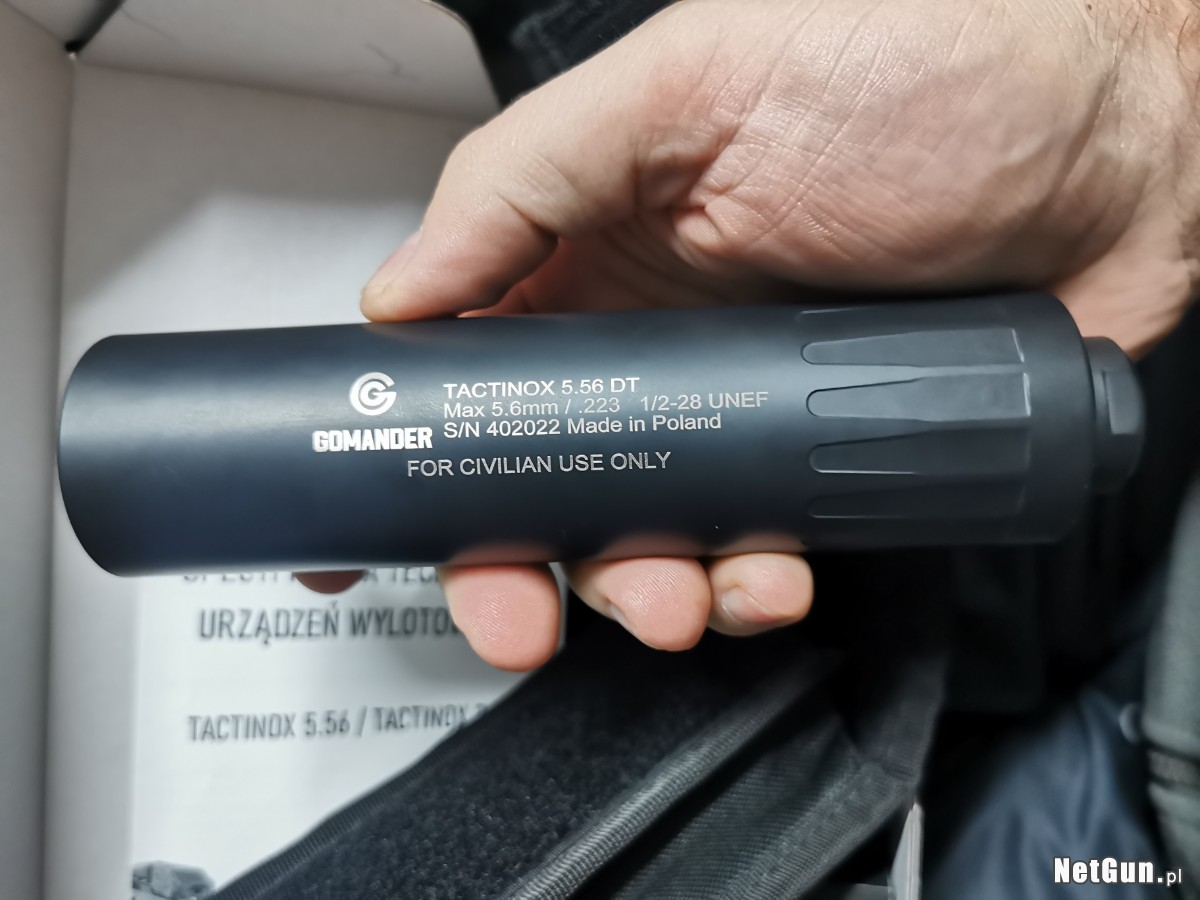 GOMANDER
TACTINOX 5.56 DT
Max 5.6mm / .223 1/2-28 UNEF
S/N 402022 Made in Poland
FOR CIVILIAN USE ONLY
URZĄDZEŃ
TACTINOX 5.56 / TACTINOX
NetGun.pl